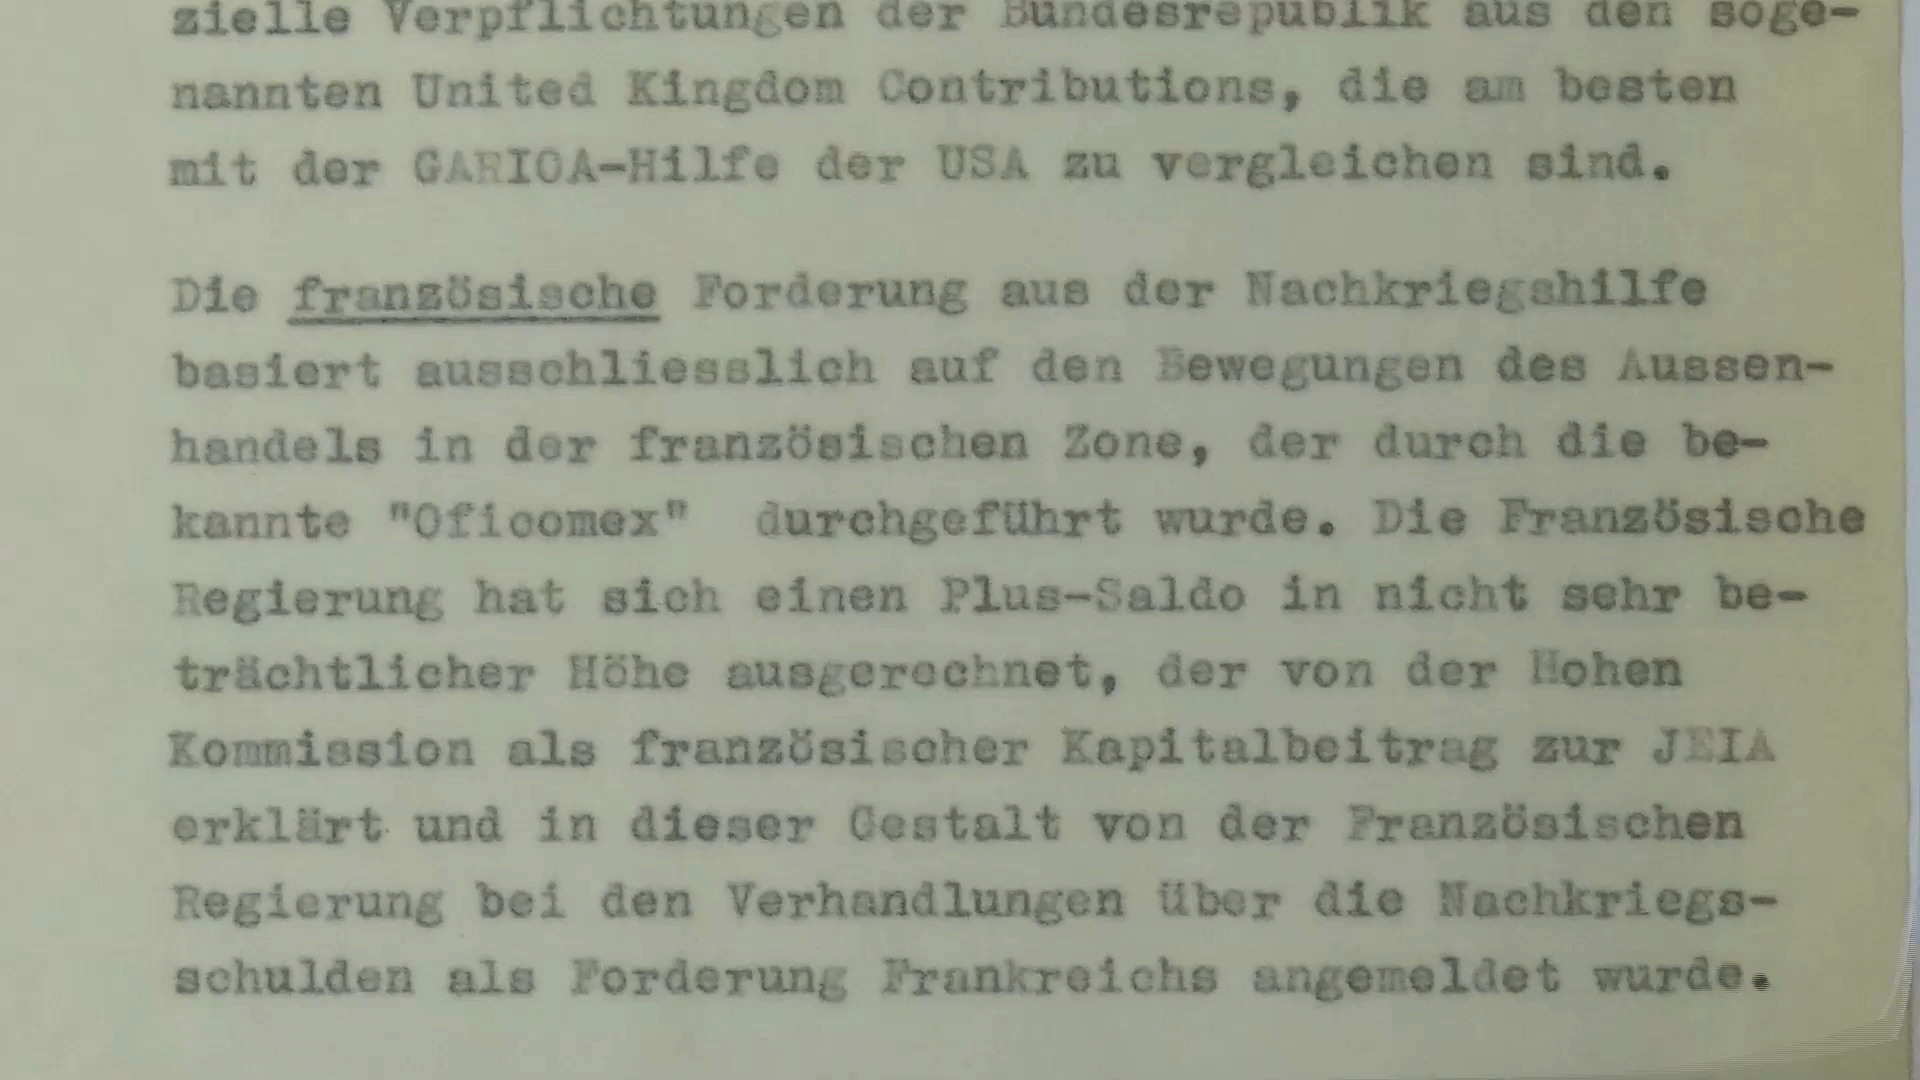 zielle Verpflichtungen der Bundesrepublik aus den soge-
nannten United Kingdom Contributions, die am besten
mit der GARIOA-Hilfe der USA zu vergleichen sind.
Die französische Forderung aus der Nachkriegshilfe
basiert ausschliesslich auf den Bewegungen des Aussen-
handels in der französischen Zone, der durch die be-
kannte "Oficomex" durchgeführt wurde. Die Französische
Regierung hat sich einen Plus-Saldo in nicht sehr be-
trächtlicher Höhe ausgerechnet, der von der Hohen
Kommission als französischer Kapitalbeitrag zur JEIA
erklärt und in dieser Gestalt von der Französischen
Regierung bei den Verhandlungen über die Nachkriegs-
schulden als Forderung Frankreichs angemeldet wurde.